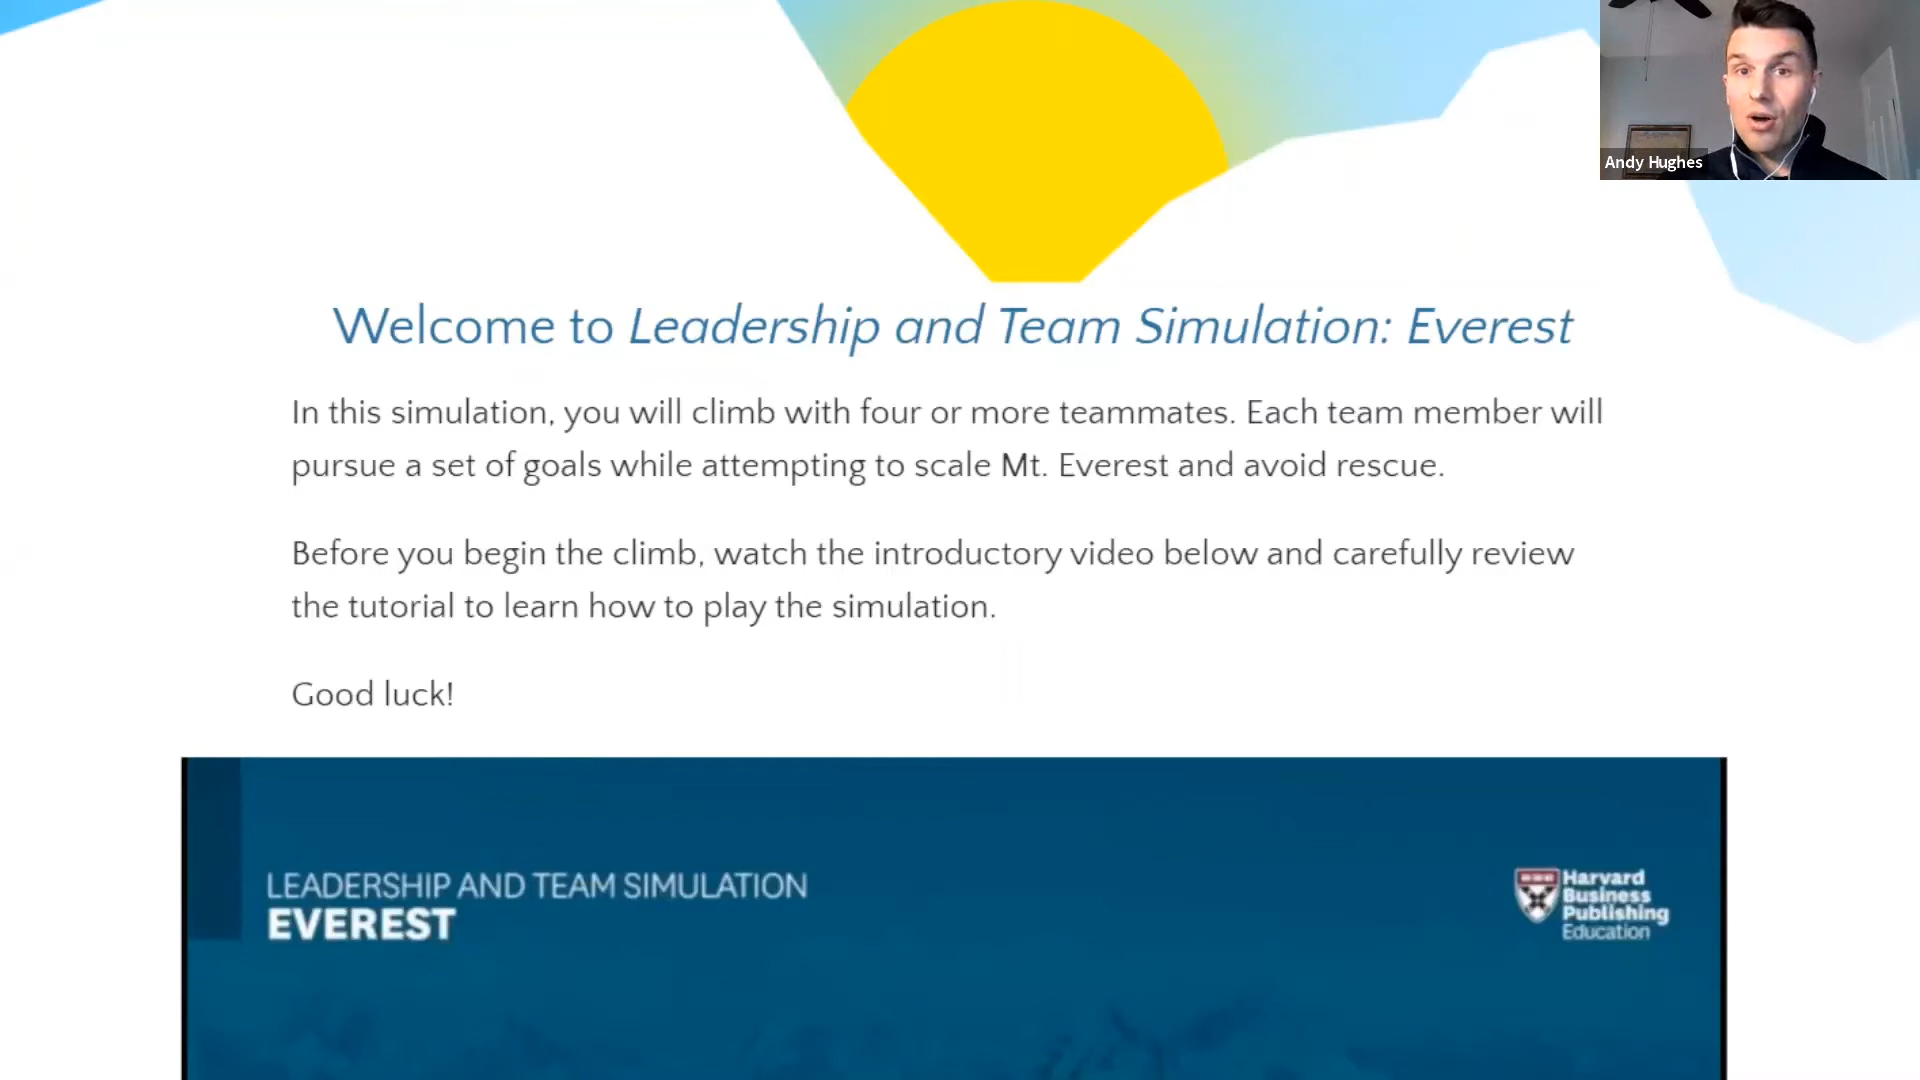 Andy Hughes
Welcome to Leadership and Team Simulation: Everest
In this simulation, you will climb with four or more teammates. Each team member will
pursue a set of goals while attempting to scale Mt. Everest and avoid rescue.
Before you begin the climb, watch the introductory video below and carefully review
the tutorial to learn how to play the simulation.
Good luck!
LEADERSHIP AND TEAM SIMULATION
EVEREST
Harvard
Business
Publishing
Education